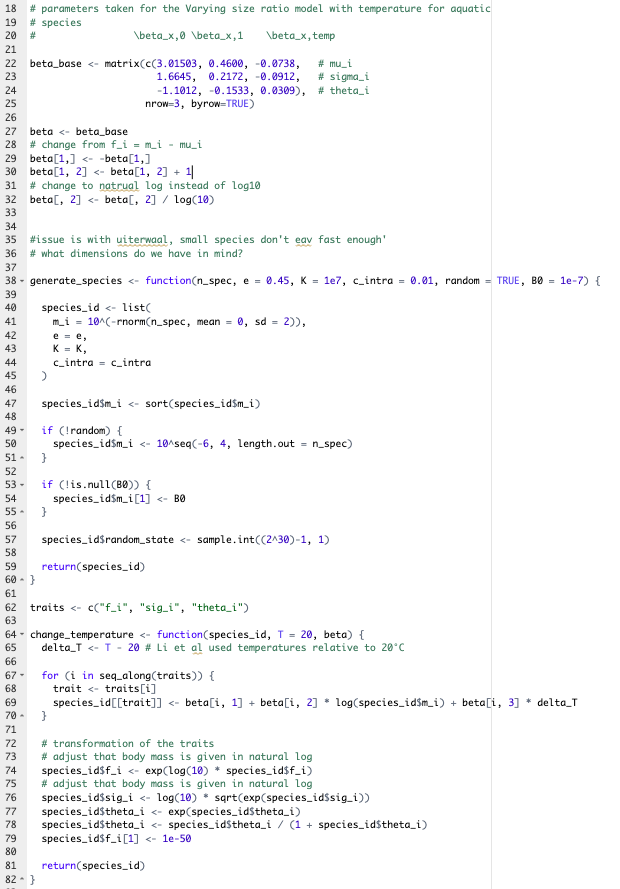 18 # parameters taken for the Varying size ratio model with temperature for aquatic
19 # species
20 # \beta_x,0 \beta_x,1 \beta_x,temp
21
22 beta_base <- matrix(c(3.01503, 0.4600, -0.0738, # mu_i
23 1.6645, 0.2172, -0.0912, # sigma_i
24 -1.1012, -0.1533, 0.0309), # theta_i
25 nrow=3, byrow=TRUE)
26
27 beta <- beta_base
28 # change from f_i = m_i - mu_i
29 beta[1,] <- -beta[1,]
30 beta[1, 2] <- beta[1, 2] + 1
31 # change to natrual log instead of log10
32 beta[, 2] <- beta[, 2] / log(10)
33
34
35 #issue is with uiterwaal, small species don't eav fast enough'
36 # what dimensions do we have in mind?
37
38 generate_species <- function(n_spec, e = 0.45, K = 1e7, c_intra = 0.01, random = TRUE, B0 = 1e-7) {
39
40 species_id <- list(
41 m_i = 10^(-rnorm(n_spec, mean = 0, sd = 2)),
42 e = e,
43 K = K,
44 c_intra = c_intra
45 )
46
47 species_id$m_i <- sort(species_id$m_i)
48
49 if (!random) {
50 species_id$m_i <- 10^seq(-6, 4, length.out = n_spec)
51 }
52
53 if (!is.null(B0)) {
54 species_id$m_i[1] <- B0
55 }
56
57 species_id$random_state <- sample.int((2^30)-1, 1)
58
59 return(species_id)
60 }
61
62 traits <- c("f_i", "sig_i", "theta_i")
63
64 change_temperature <- function(species_id, T = 20, beta) {
65 delta_T <- T - 20 # Li et al used temperatures relative to 20°C
66
67 for (i in seq_along(traits)) {
68 trait <- traits[i]
69 species_id[[trait]] <- beta[i, 1] + beta[i, 2] * log(species_id$m_i) + beta[i, 3] * delta_T
70 }
71
72 # transformation of the traits
73 # adjust that body mass is given in natural log
74 species_id$f_i <- exp(log(10) * species_id$f_i)
75 # adjust that body mass is given in natural log
76 species_id$sig_i <- log(10) * sqrt(exp(species_id$sig_i))
77 species_id$theta_i <- exp(species_id$theta_i)
78 species_id$theta_i <- species_id$theta_i / (1 + species_id$theta_i)
79 species_id$f_i[1] <- 1e-50
80
81 return(species_id)
82 }